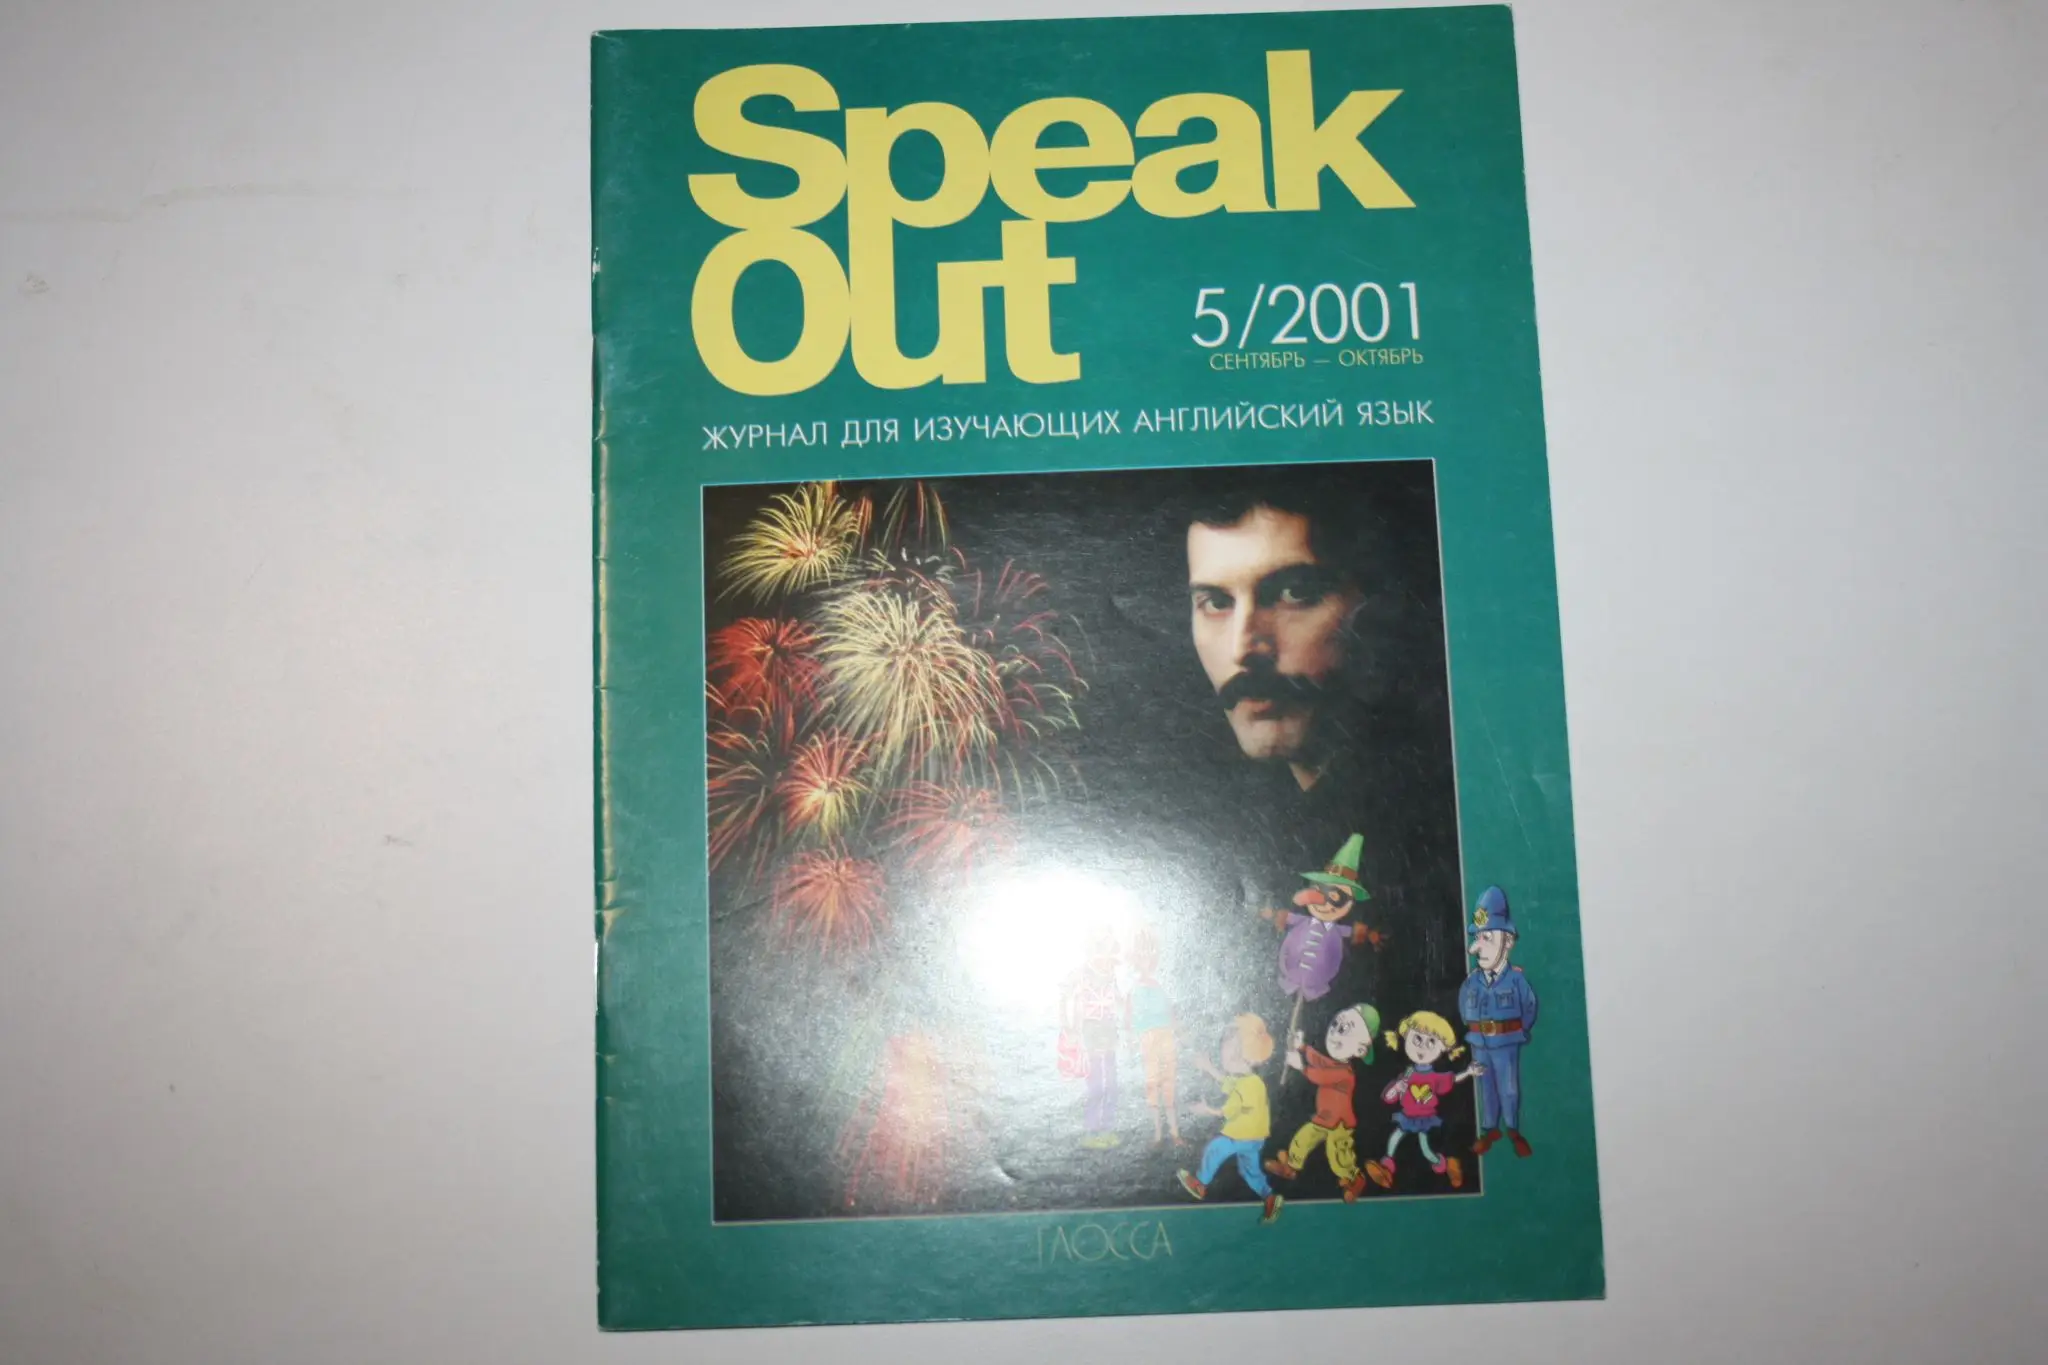 Speak
Out
5/2001
СЕНТЯБРЬ – ОКТЯБРЬ
ЖУРНАЛ ДЛЯ ИЗУЧАЮЩИХ АНГЛИЙСКИЙ ЯЗЫК
ГЛОССА